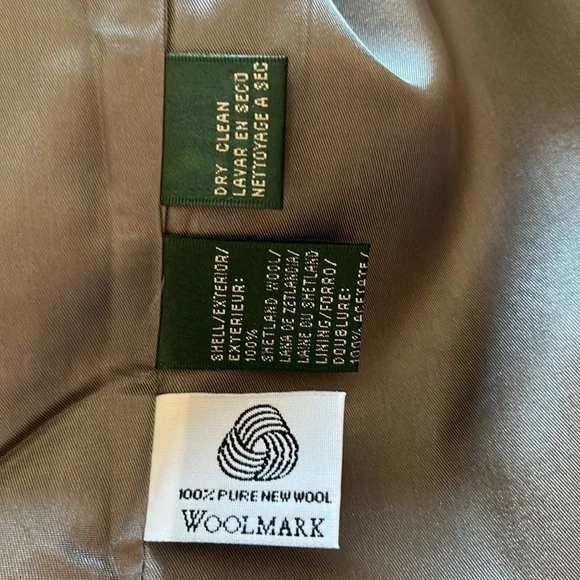 DRY CLEAN
LAVAR EN SECO
NETTOYAGE A SEC
SHELL/EXTERIOR/
EXTERIEUR:
100%
SHETLAND WOOL/
LANA DE ZETLANDIA/
LAINE DU SHETLAND
LINING/FORRO/
DOUBLURE:
100% ACETATE/
100% PURE NEW WOOL
WOOLMARK